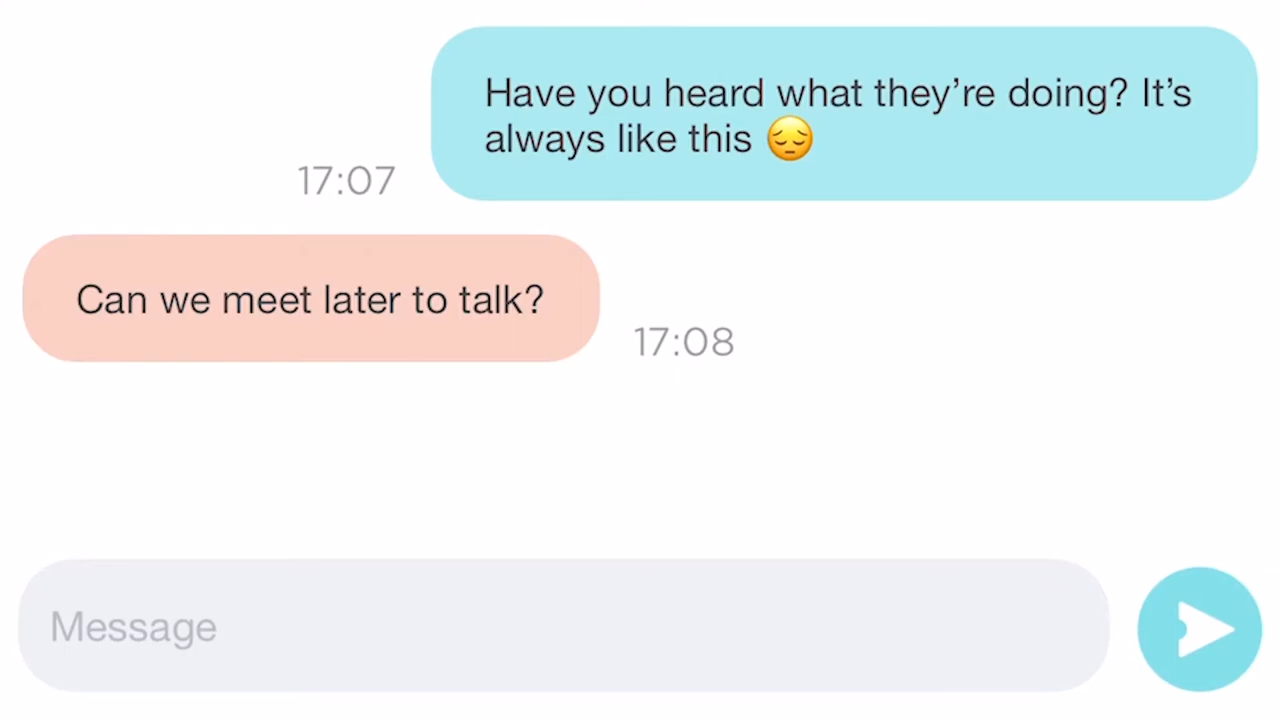 Have you heard what they’re doing? It’s
always like this 😔
17:07
Can we meet later to talk?
17:08
Message